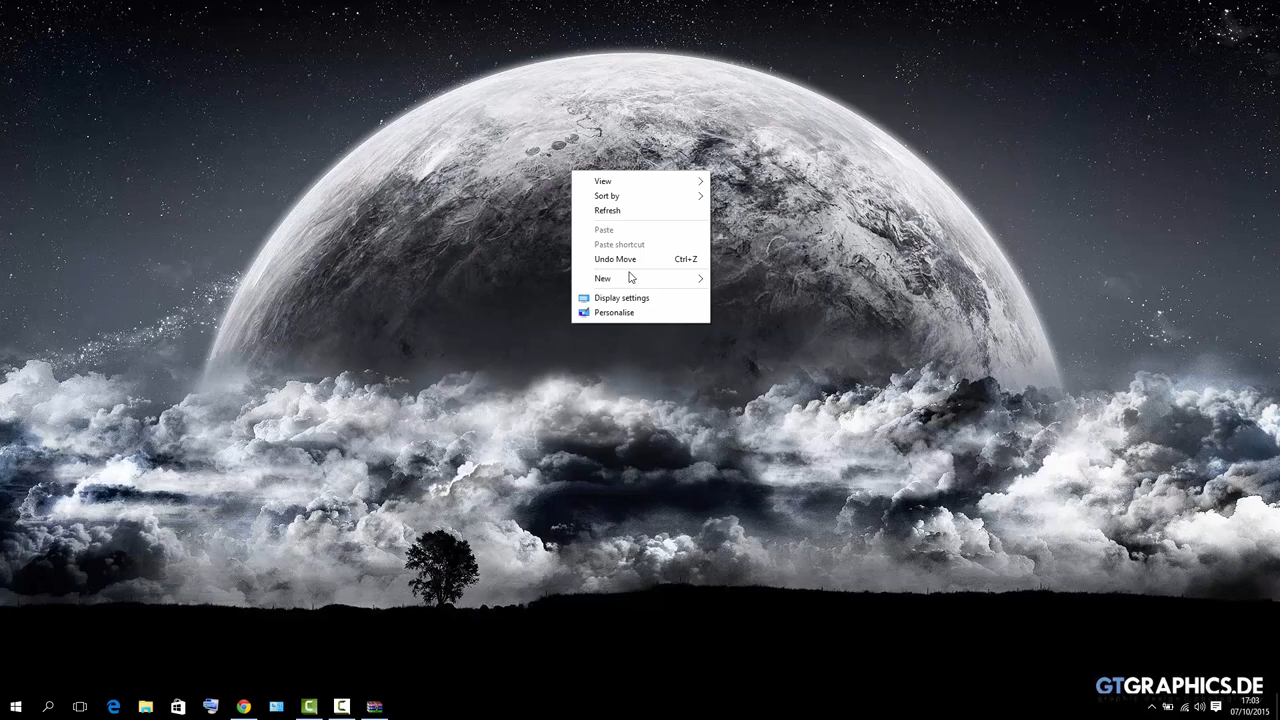 View
Sort by
Refresh
Paste
Paste shortcut
Undo Move Ctrl+Z
New
Display settings
Personalise
GTGRAPHICS.DE
17:03
07/10/2015